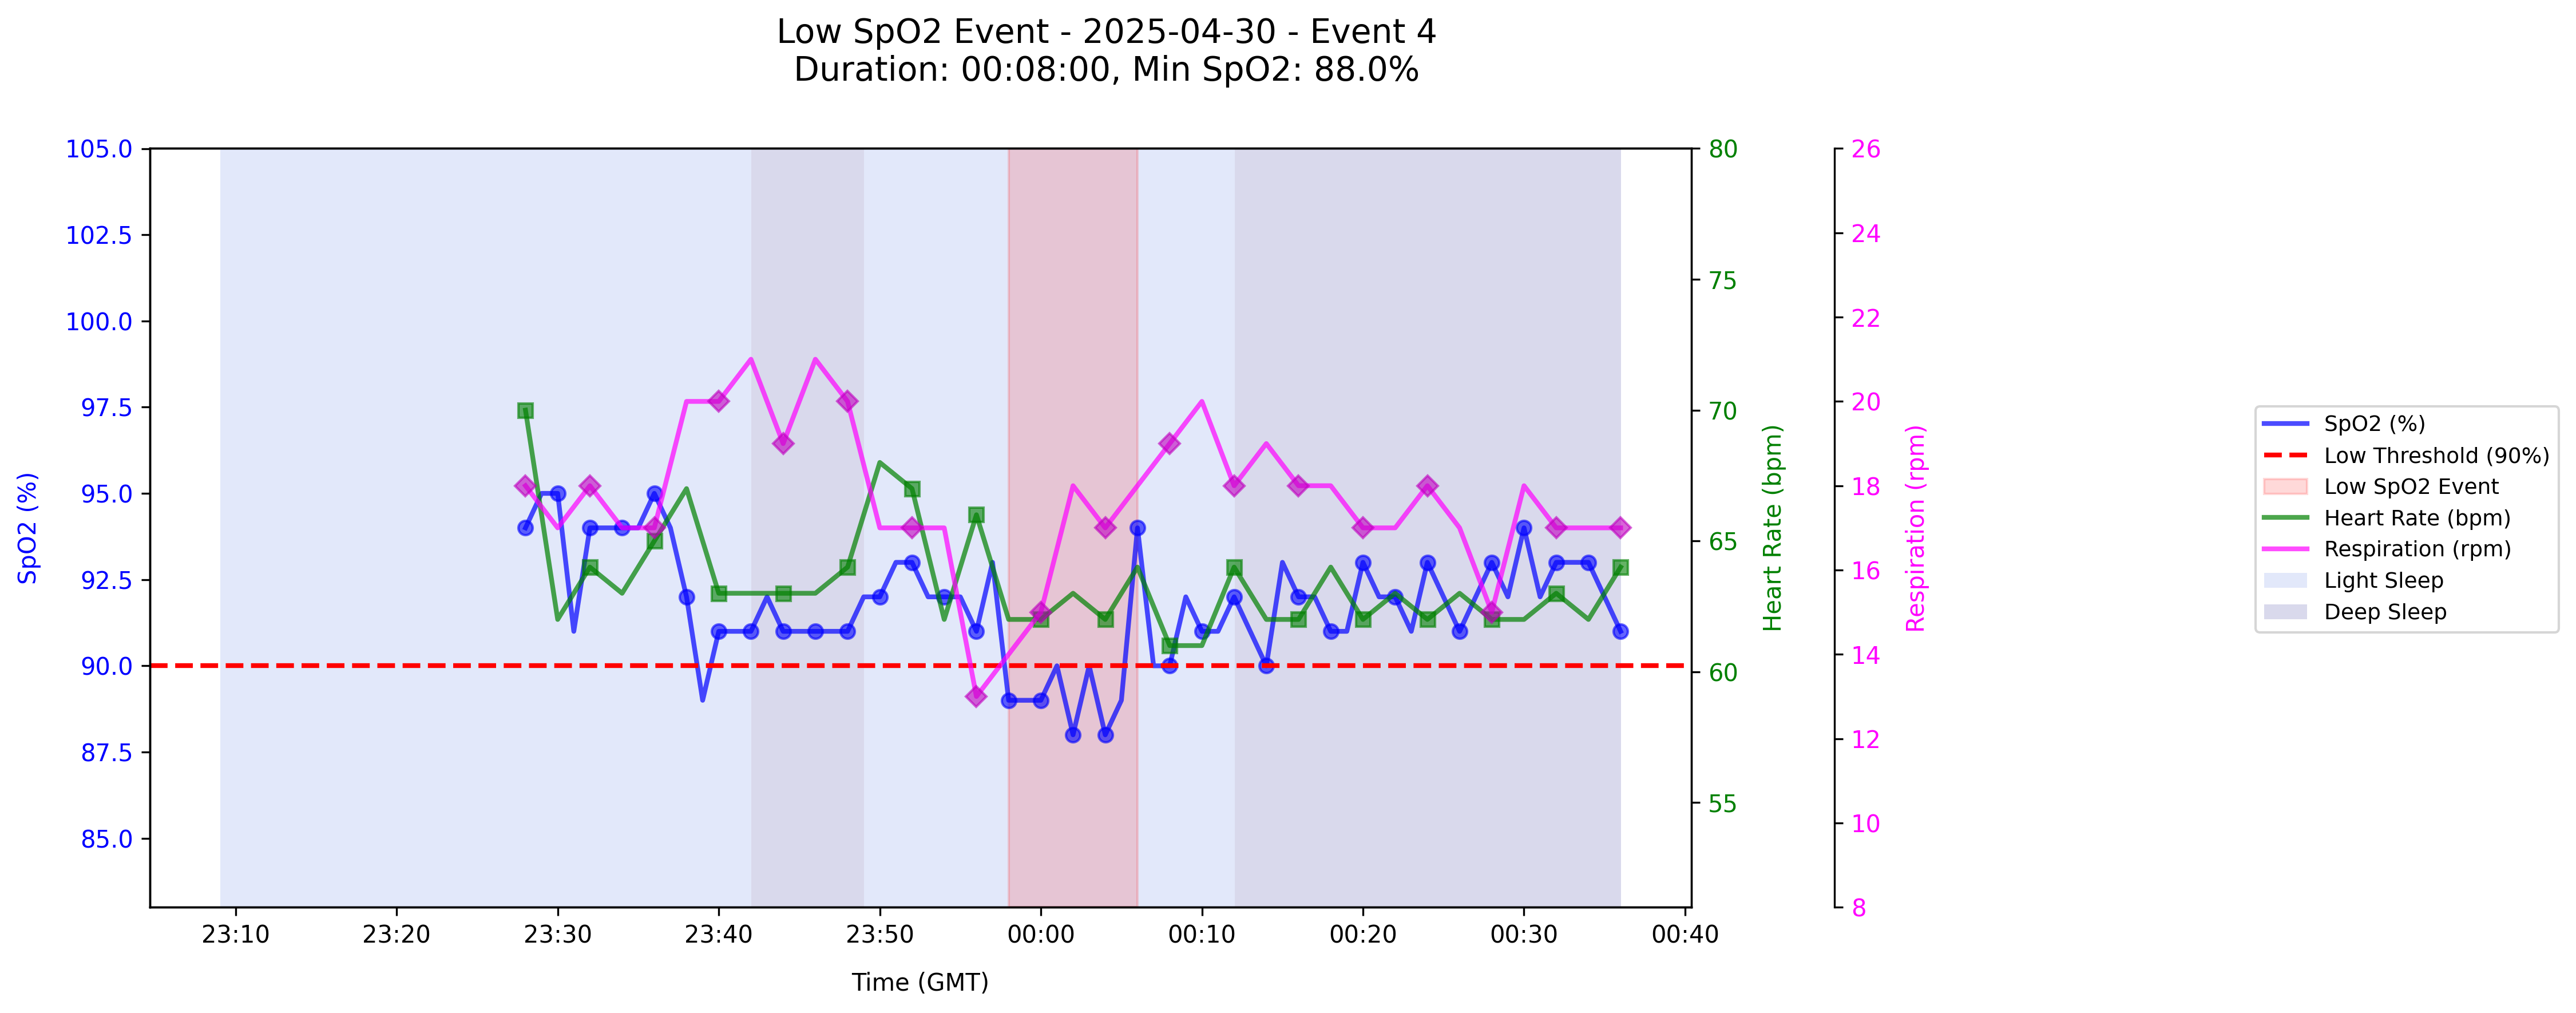 Low SpO2 Event - 2025-04-30 - Event 4
Duration: 00:08:00, Min SpO2: 88.0%
105.0
102.5
100.0
97.5
95.0
92.5
90.0
87.5
85.0
SpO2 (%)
23:10
23:20
23:30
23:40
23:50
00:00
00:10
00:20
00:30
00:40
Time (GMT)
80
75
70
65
60
55
Heart Rate (bpm)
26
24
22
20
18
16
14
12
10
8
Respiration (rpm)
SpO2 (%)
Low Threshold (90%)
Low SpO2 Event
Heart Rate (bpm)
Respiration (rpm)
Light Sleep
Deep Sleep